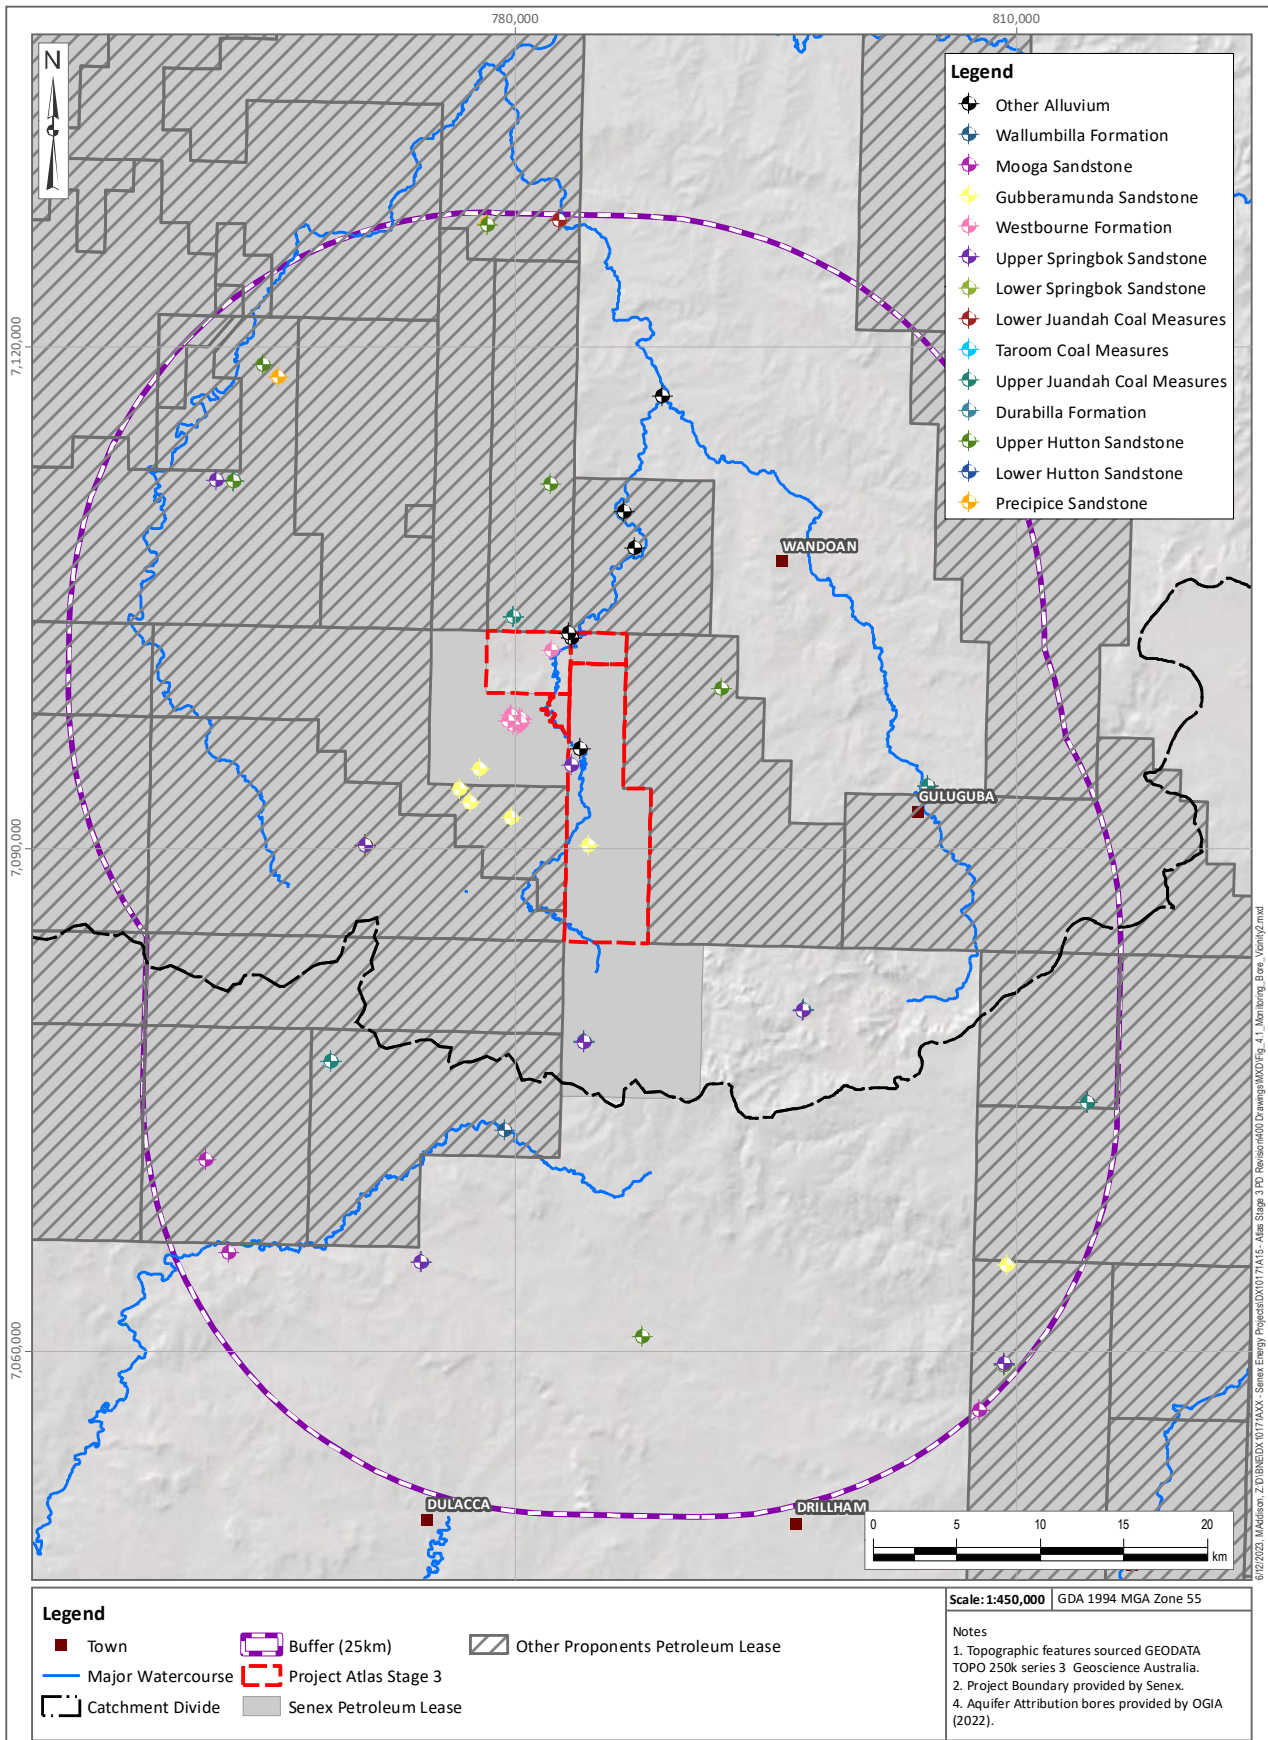 780,000
810,000
N
7,120,000
7,090,000
7,060,000
Legend
Other Alluvium
Wallumbilla Formation
Mooga Sandstone
Gubberamunda Sandstone
Westbourne Formation
Upper Springbok Sandstone
Lower Springbok Sandstone
Lower Juandah Coal Measures
Taroom Coal Measures
Upper Juandah Coal Measures
Durabilla Formation
Upper Hutton Sandstone
Lower Hutton Sandstone
Precipice Sandstone
WANDOAN
GULUGUBA
DULACCA
DRILLHAM
0 5 10 15 20
km
Legend
Town
Major Watercourse
Catchment Divide
Buffer (25km)
Project Atlas Stage 3
Senex Petroleum Lease
Other Proponents Petroleum Lease
Scale: 1:450,000 GDA 1994 MGA Zone 55
Notes
1. Topographic features sourced GEODATA
TOPO 250k series 3 Geoscience Australia.
2. Project Boundary provided by Senex.
4. Aquifer Attribution bores provided by OGIA
(2022).